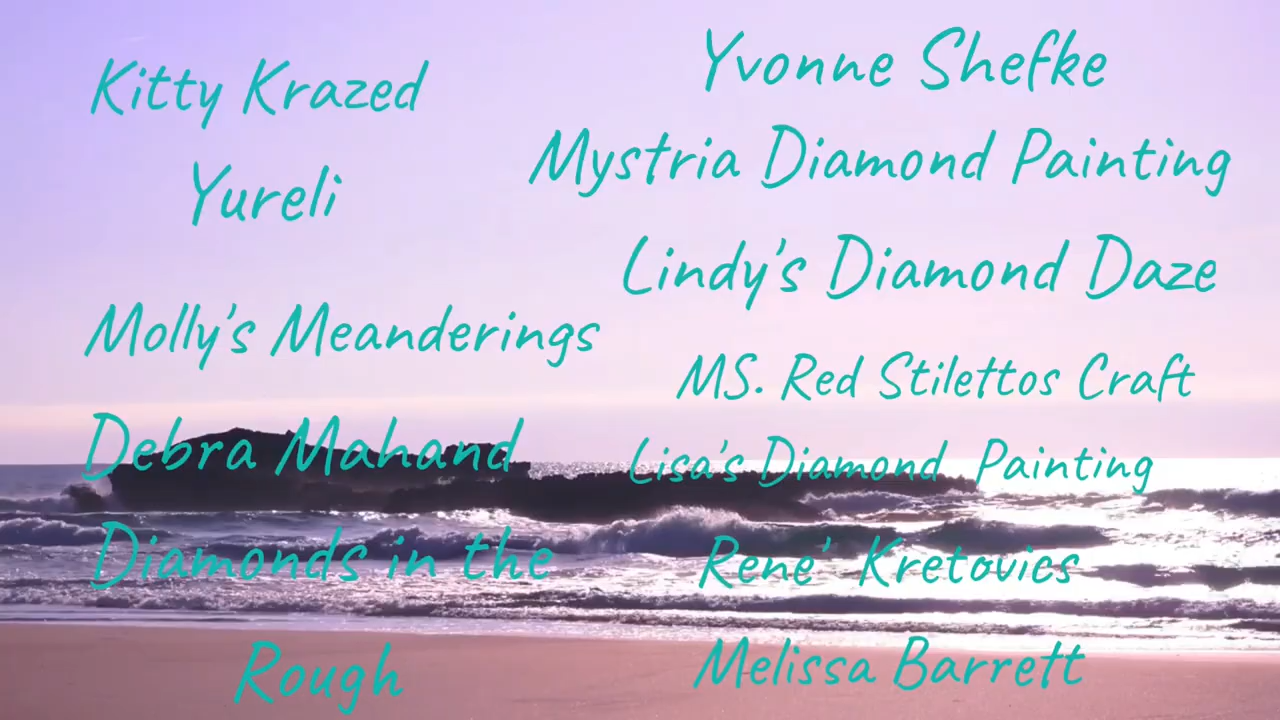 Kitty Krazed
Yureli
Molly's Meanderings
Debra Mahand
Diamonds in the
Rough
Yvonne Shefke
Mystria Diamond Painting
Lindy's Diamond Daze
MS. Red Stilettos Craft
Lisa's Diamond Painting
Rene' Kretovics
Melissa Barrett